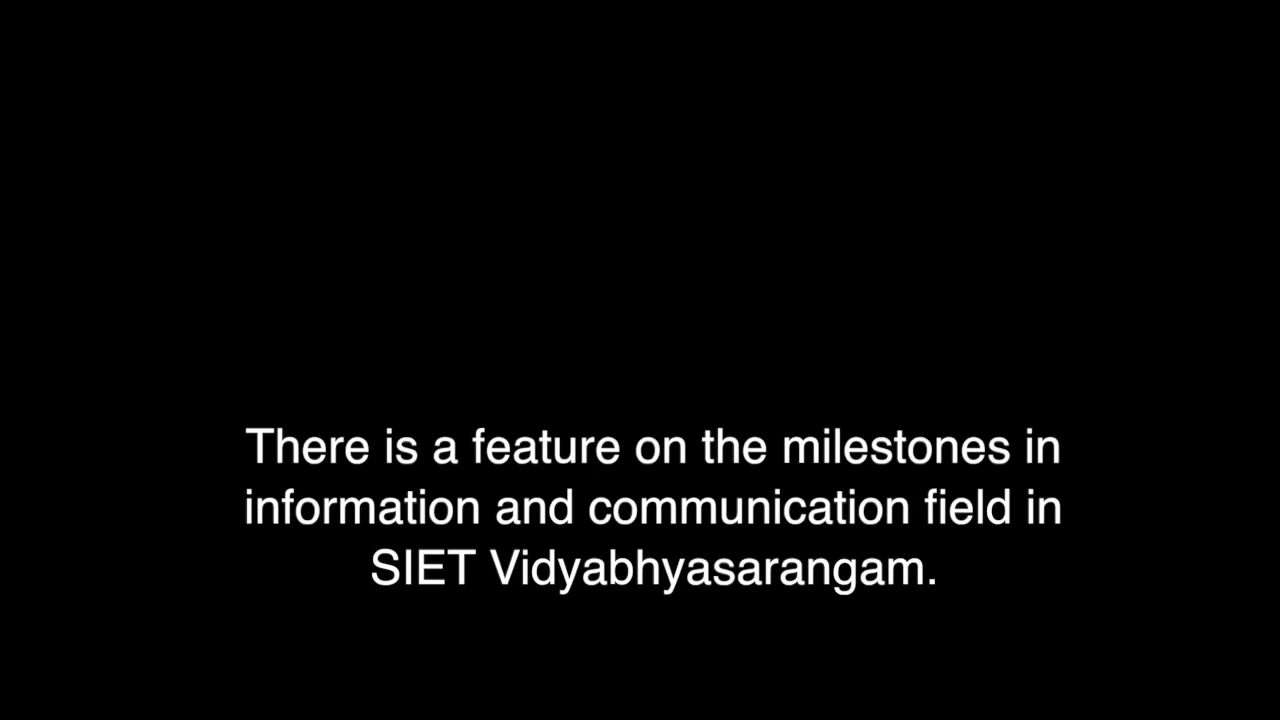 There is a feature on the milestones in
information and communication field in
SIET Vidyabhyasarangam.